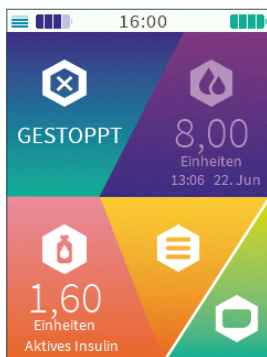 16:00
GESTOPPT
8,00
Einheiten
13:06 22. Jun
1,60
Einheiten
Aktives Insulin